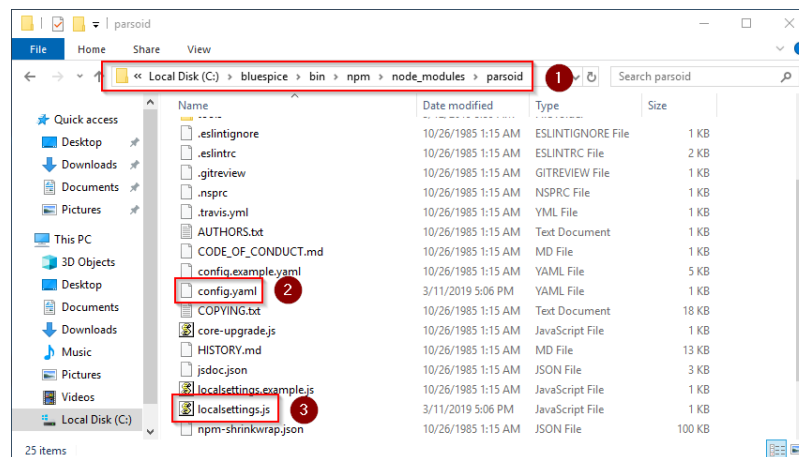 parsoid
File Home Share View
« Local Disk (C:) › bluespice › bin › npm › node_modules › parsoid
1
Search parsoid
Name Date modified Type Size
Quick access
Desktop
Downloads
Documents
Pictures
This PC
3D Objects
Desktop
Documents
Downloads
Music
Pictures
Videos
Local Disk (C:)
.eslintignore 10/26/1985 1:15 AM ESLINTIGNORE File 1 KB
.eslintrc 10/26/1985 1:15 AM ESLINTRC File 2 KB
.gitreview 10/26/1985 1:15 AM GITREVIEW File 1 KB
.nsprc 10/26/1985 1:15 AM NSPRC File 1 KB
.travis.yml 10/26/1985 1:15 AM YML File 1 KB
AUTHORS.txt 10/26/1985 1:15 AM Text Document 1 KB
CODE_OF_CONDUCT.md 10/26/1985 1:15 AM MD File 1 KB
config.example.yaml 10/26/1985 1:15 AM YAML File 5 KB
config.yaml 2 3/11/2019 5:06 PM YAML File 1 KB
COPYING.txt 10/26/1985 1:15 AM Text Document 18 KB
core-upgrade.js 10/26/1985 1:15 AM JavaScript File 1 KB
HISTORY.md 10/26/1985 1:15 AM MD File 13 KB
jsdoc.json 10/26/1985 1:15 AM JSON File 3 KB
localsettings.example.js 10/26/1985 1:15 AM JavaScript File 1 KB
localsettings.js 3 3/11/2019 5:06 PM JavaScript File 1 KB
npm-shrinkwrap.json 10/26/1985 1:15 AM JSON File 100 KB
25 items